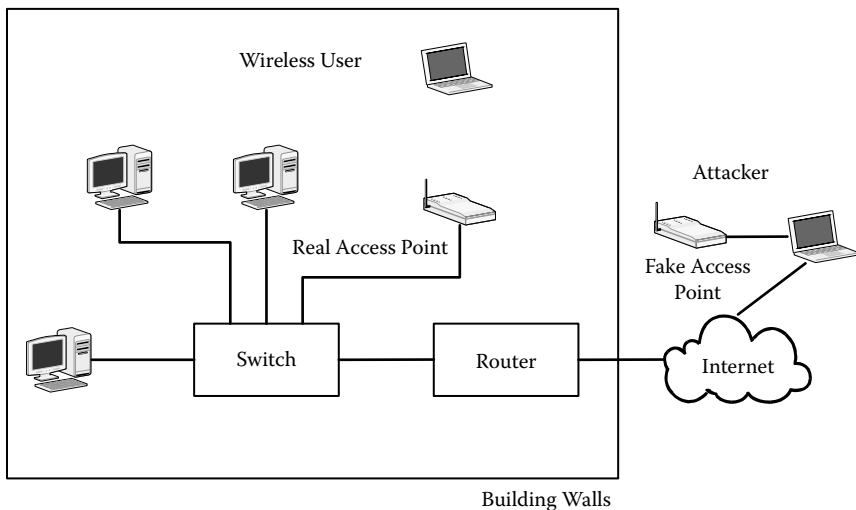 Wireless User
Attacker
Real Access Point
Fake Access
Point
Switch
Router
Internet
Building Walls